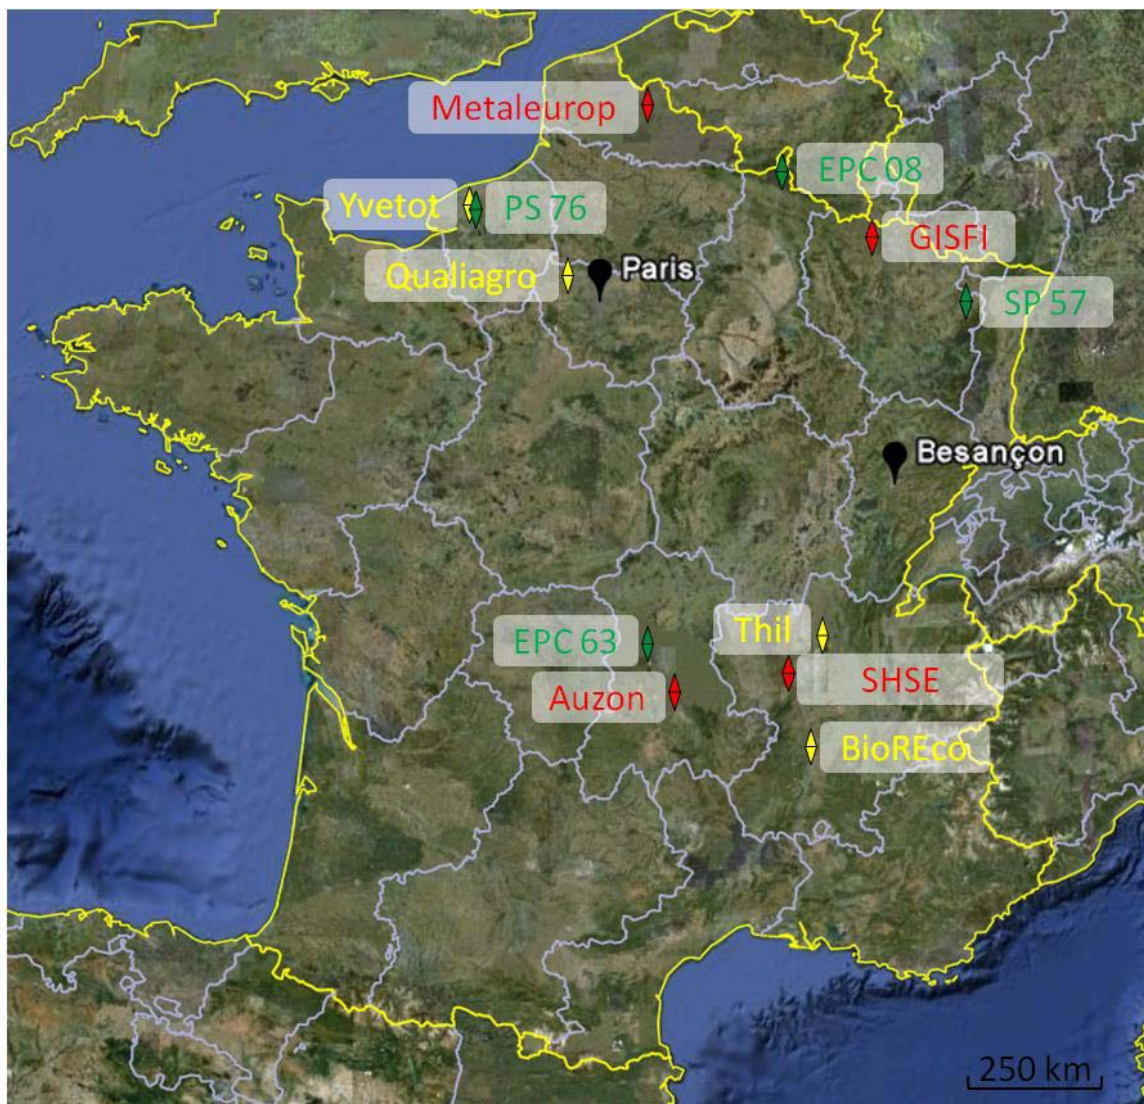 Metaleurop
EPC 08
Yvetot
PS 76
GISFI
Qualiagro
Paris
SP 57
Besançon
EPC 63
Thil
Auzon
SHSE
BioREco
250 km